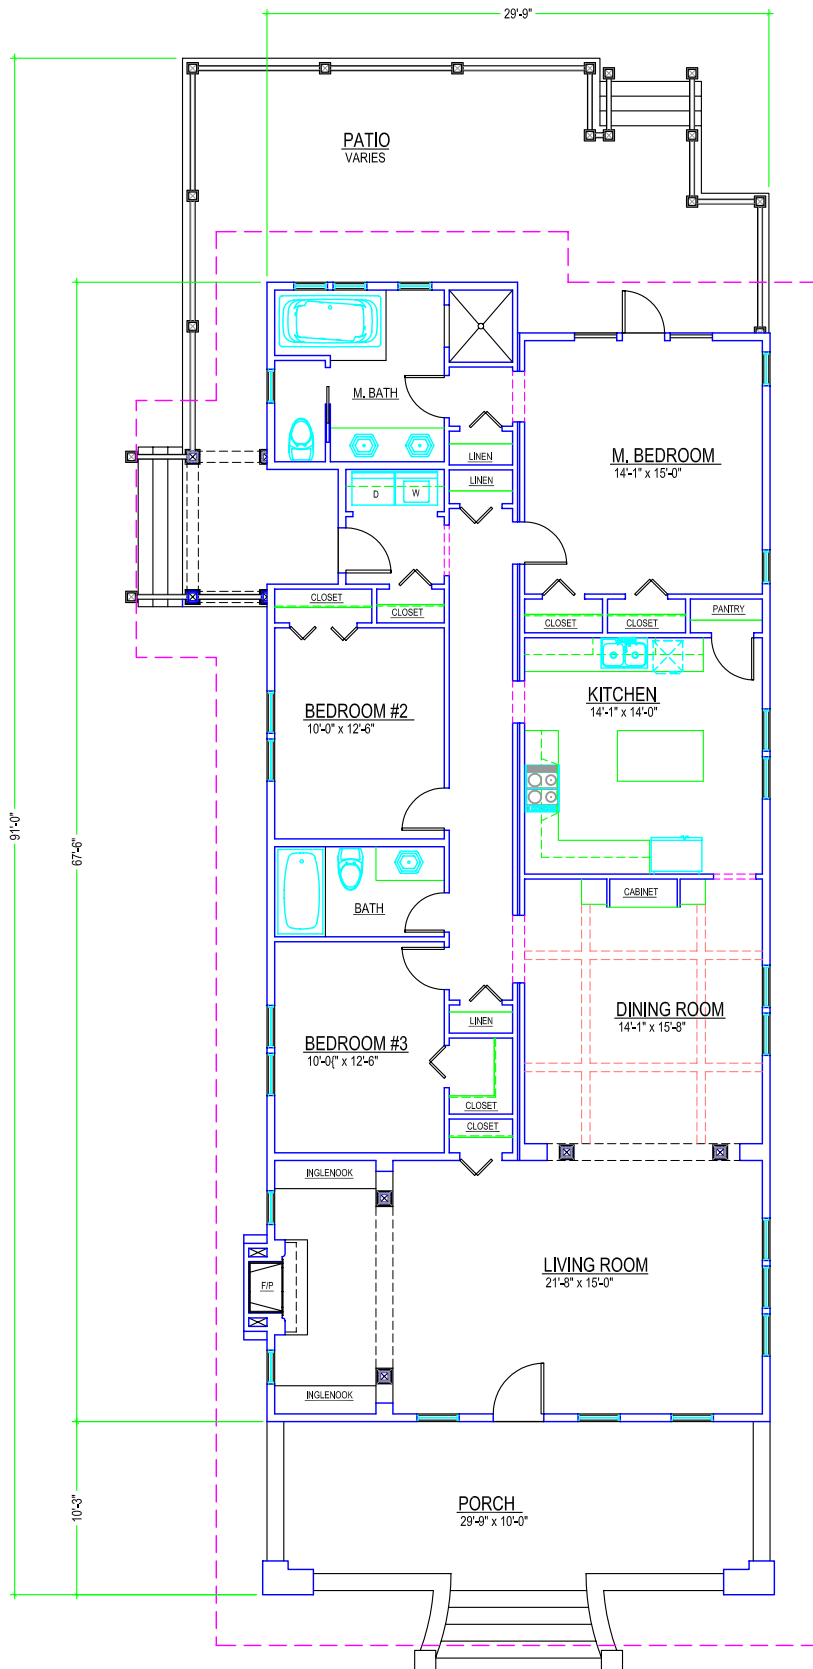 29'-9"
PATIO
VARIES
M. BATH
LINEN
M. BEDROOM
14'-1" x 15'-0"
LINEN
D
W
CLOSET
CLOSET
CLOSET
CLOSET
PANTRY
KITCHEN
14'-1" x 14'-0"
BEDROOM #2
10'-0" x 12'-6"
91'-0"
67'-6"
CABINET
BATH
DINING ROOM
14'-1" x 15'-8"
LINEN
BEDROOM #3
10'-0{" x 12'-6"
CLOSET
CLOSET
INGLENOOK
LIVING ROOM
21'-8" x 15'-0"
F/P
INGLENOOK
PORCH
29'-9" x 10'-0"
10'-3"